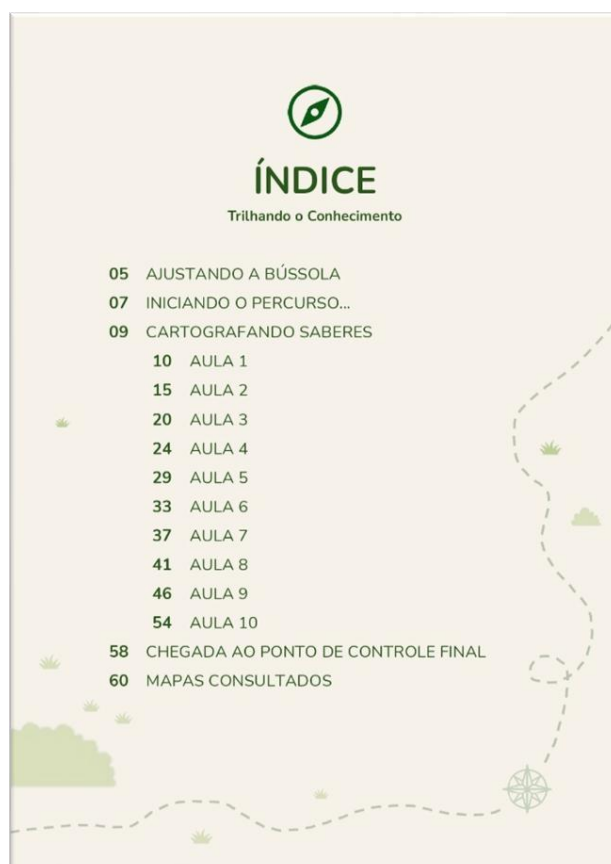 ÍNDICE
Trilhando o Conhecimento
05 AJUSTANDO A BÚSSOLA
07 INICIANDO O PERCURSO...
09 CARTOGRAFANDO SABERES
10 AULA 1
15 AULA 2
20 AULA 3
24 AULA 4
29 AULA 5
33 AULA 6
37 AULA 7
41 AULA 8
46 AULA 9
54 AULA 10
58 CHEGADA AO PONTO DE CONTROLE FINAL
60 MAPAS CONSULTADOS